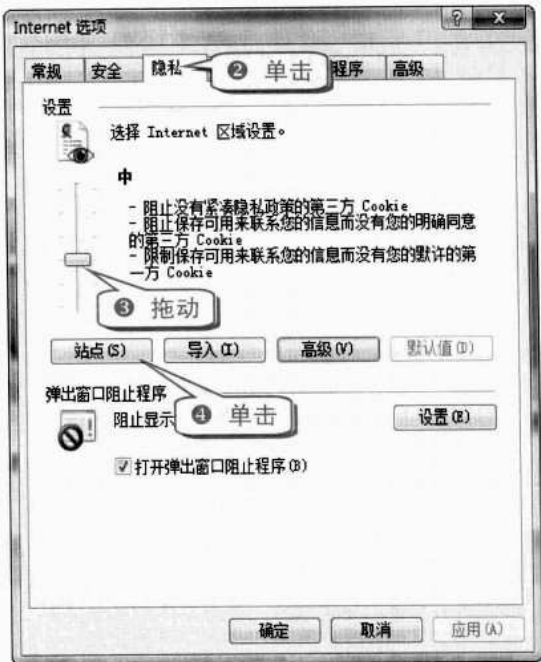 Internet 选项
常规 安全 隐私 ❷ 单击 程序 高级
设置
选择 Internet 区域设置。
中
- 阻止没有紧凑隐私政策的第三方 Cookie
- 阻止保存可用来联系您的信息而没有您的明确同意
的第三方 Cookie
- 限制保存可用来联系您的信息而没有您的默许的第
一方 Cookie
❸ 拖动
站点(S) 导入(I) 高级(V) 默认值(D)
弹出窗口阻止程序
阻止显示 ❹ 单击 设置(E)
打开弹出窗口阻止程序(B)
确定 取消 应用(A)